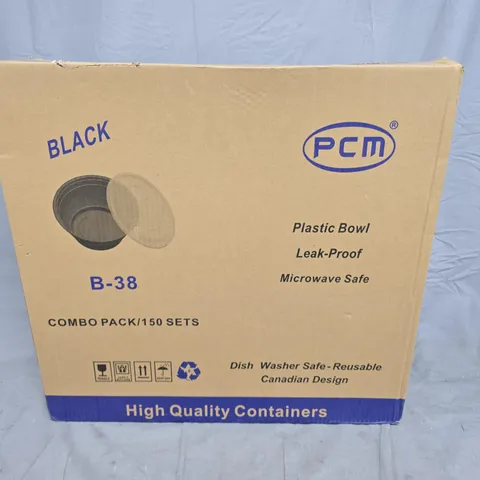 BLACK
PCM®
Plastic Bowl
Leak-Proof
Microwave Safe
B-38
COMBO PACK/150 SETS
Dish Washer Safe-Reusable
Canadian Design
High Quality Containers